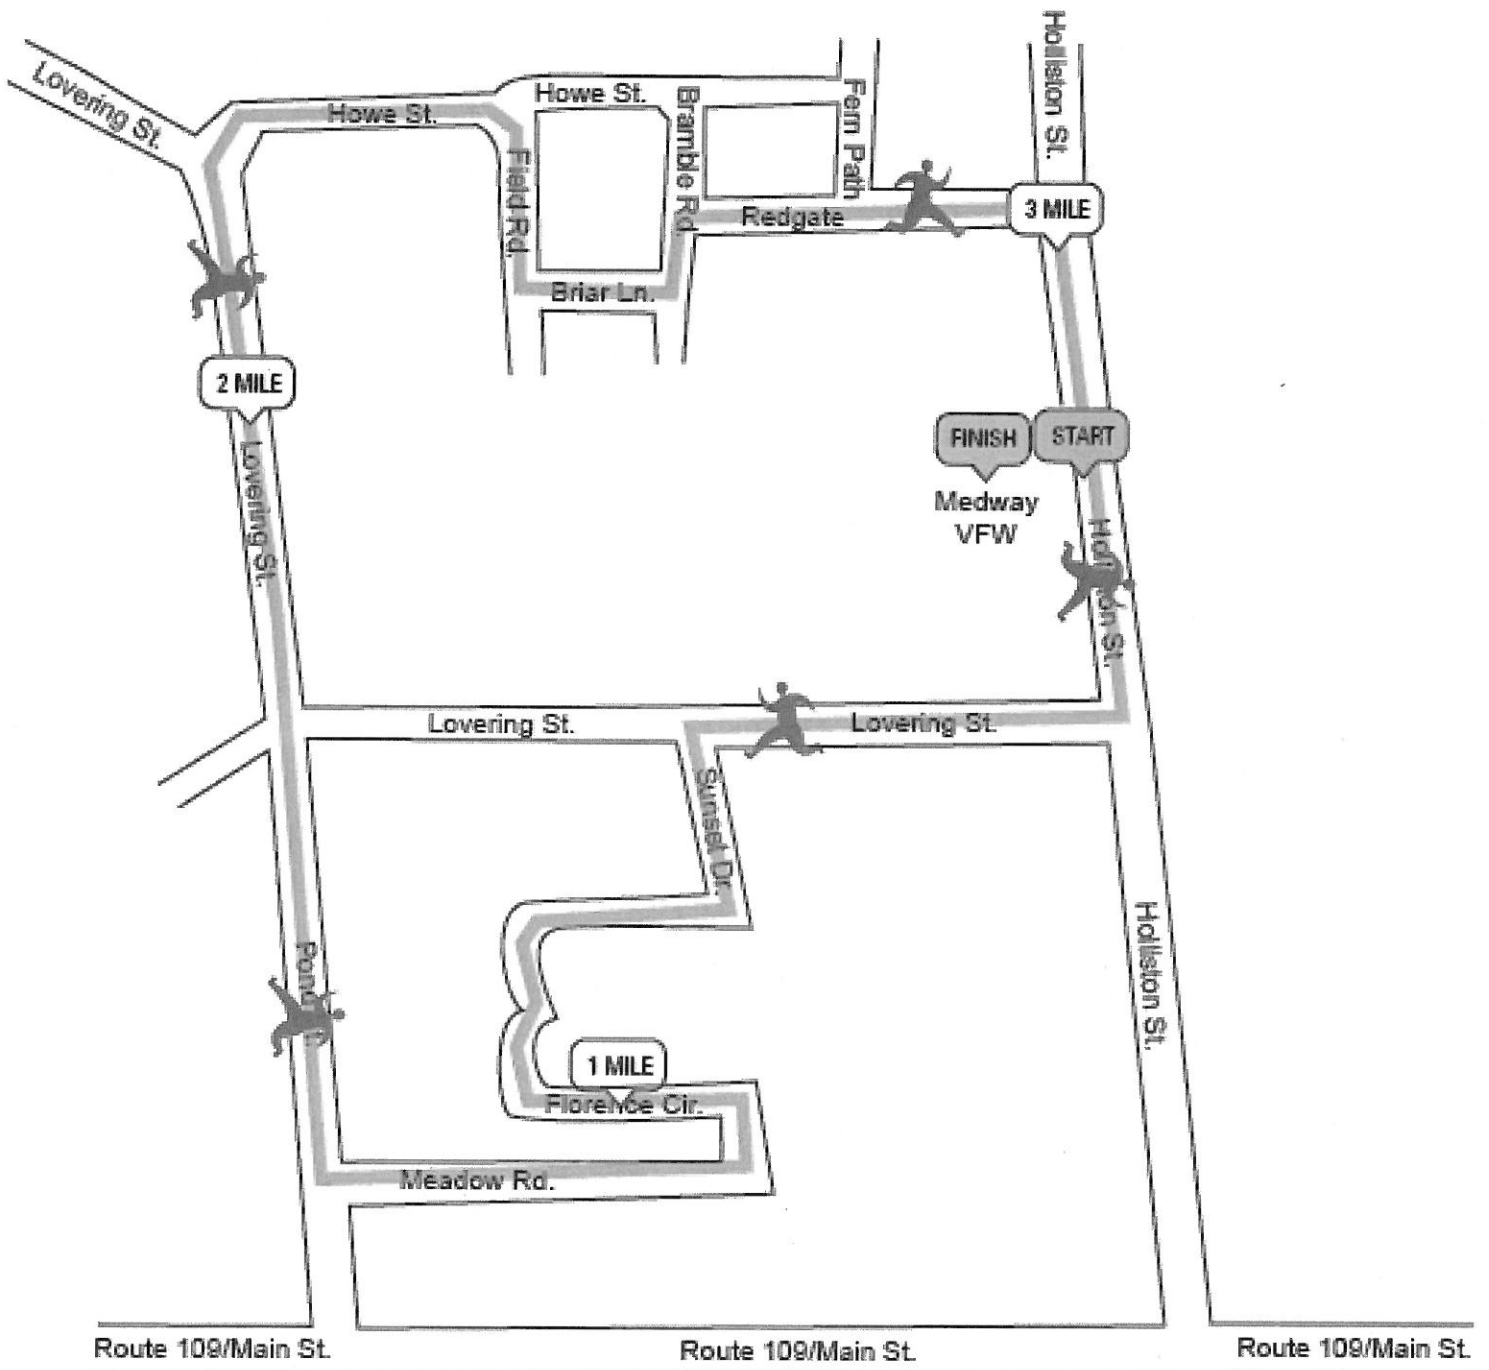 Holliston St.
Lovering St.
Howe St.
Howe St.
Bramble Rd.
Fern Path
Field Rd.
Redgate
3 MILE
Briar Ln.
2 MILE
FINISH
START
Medway
VFW
Lovering St.
Lovering St.
Lovering St.
Sunset Dr.
Holliston St.
1 MILE
Florence Cir.
Meadow Rd.
Route 109/Main St.
Route 109/Main St.
Route 109/Main St.